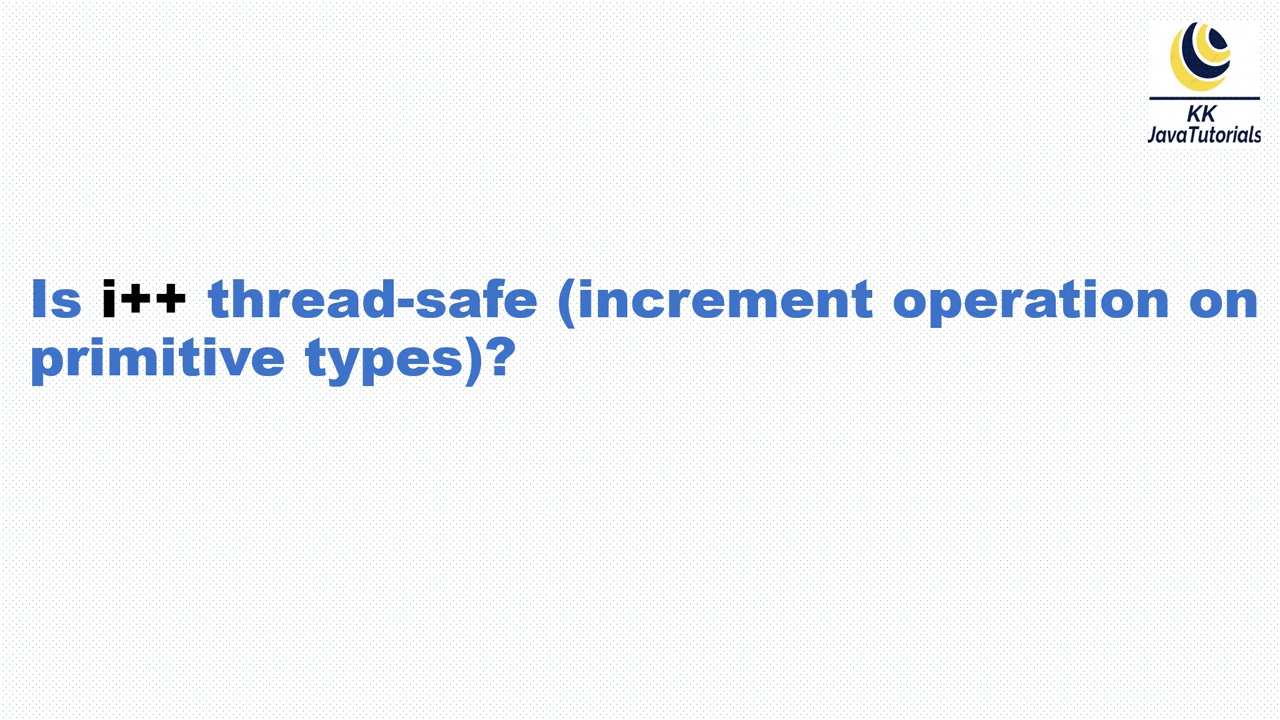 KK
JavaTutorials
Is i++ thread-safe (increment operation on
primitive types)?